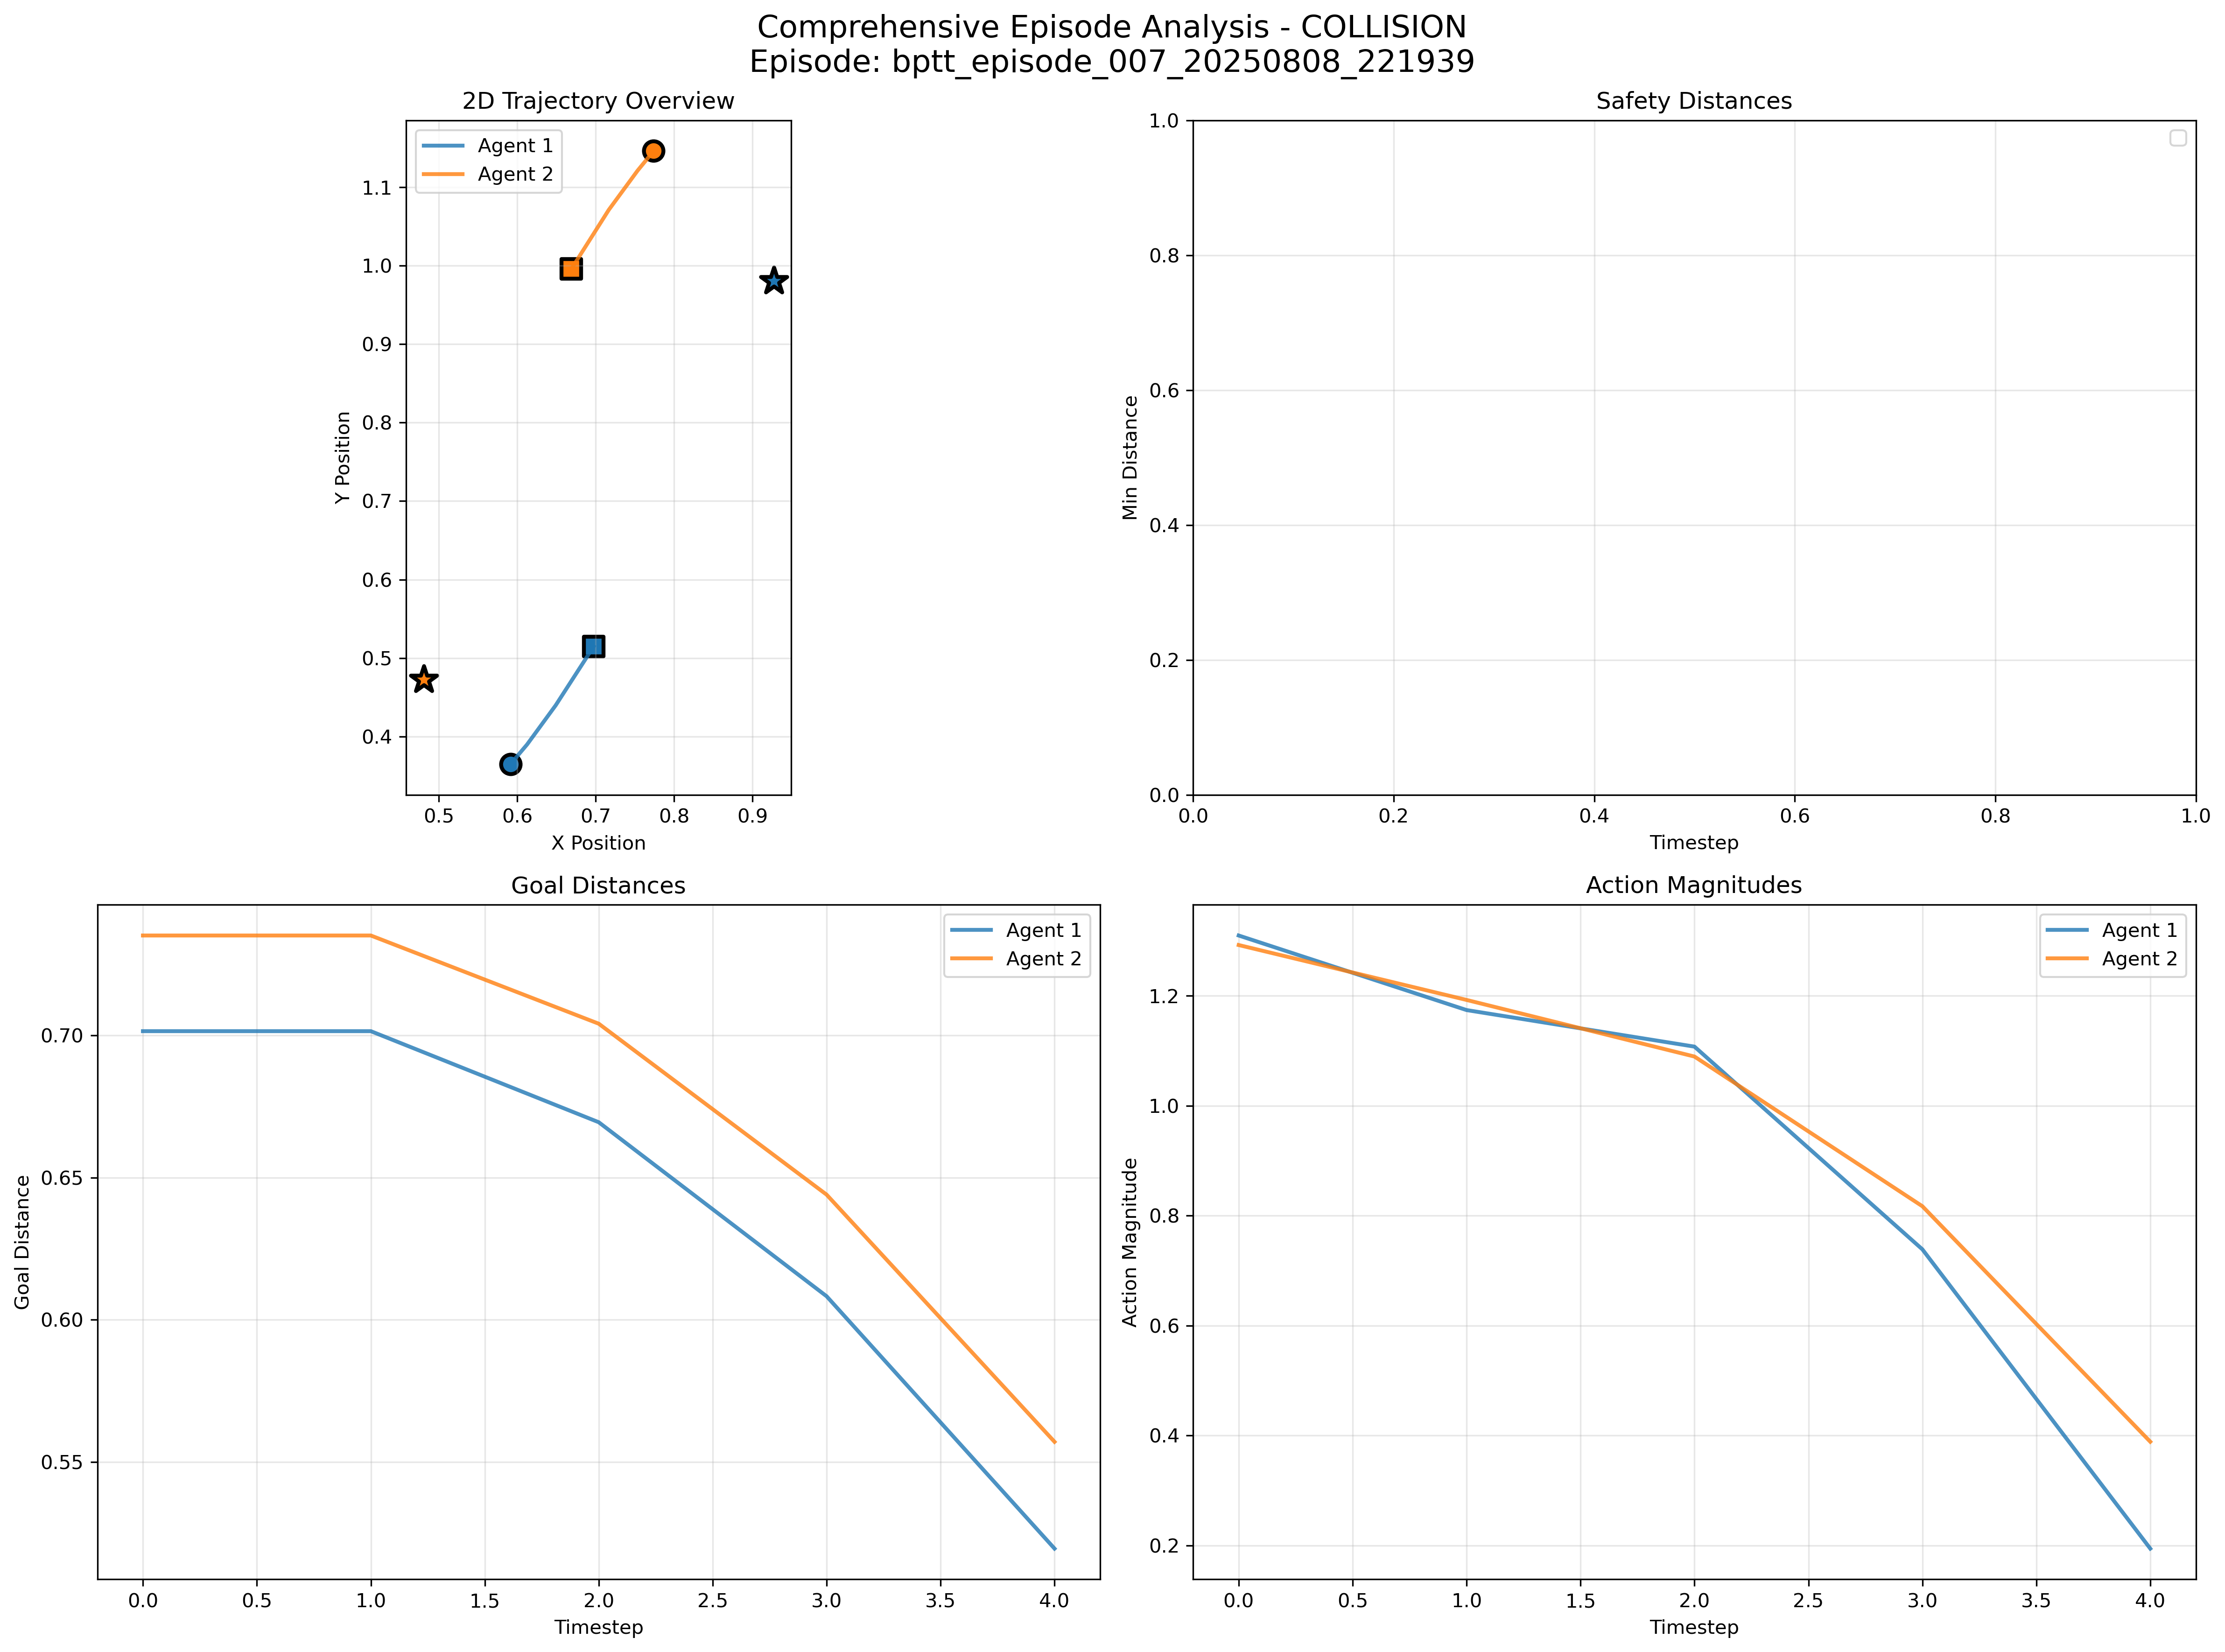 Comprehensive Episode Analysis - COLLISION
Episode: bptt_episode_007_20250808_221939
2D Trajectory Overview
Agent 1
Agent 2
1.1
1.0
0.9
0.8
0.7
0.6
0.5
0.4
Y Position
0.5 0.6 0.7 0.8 0.9
X Position
Safety Distances
1.0
0.8
0.6
0.4
0.2
0.0
Min Distance
0.0 0.2 0.4 0.6 0.8 1.0
Timestep
Goal Distances
Agent 1
Agent 2
0.70
0.65
0.60
0.55
Goal Distance
0.0 0.5 1.0 1.5 2.0 2.5 3.0 3.5 4.0
Timestep
Action Magnitudes
Agent 1
Agent 2
1.2
1.0
0.8
0.6
0.4
0.2
Action Magnitude
0.0 0.5 1.0 1.5 2.0 2.5 3.0 3.5 4.0
Timestep